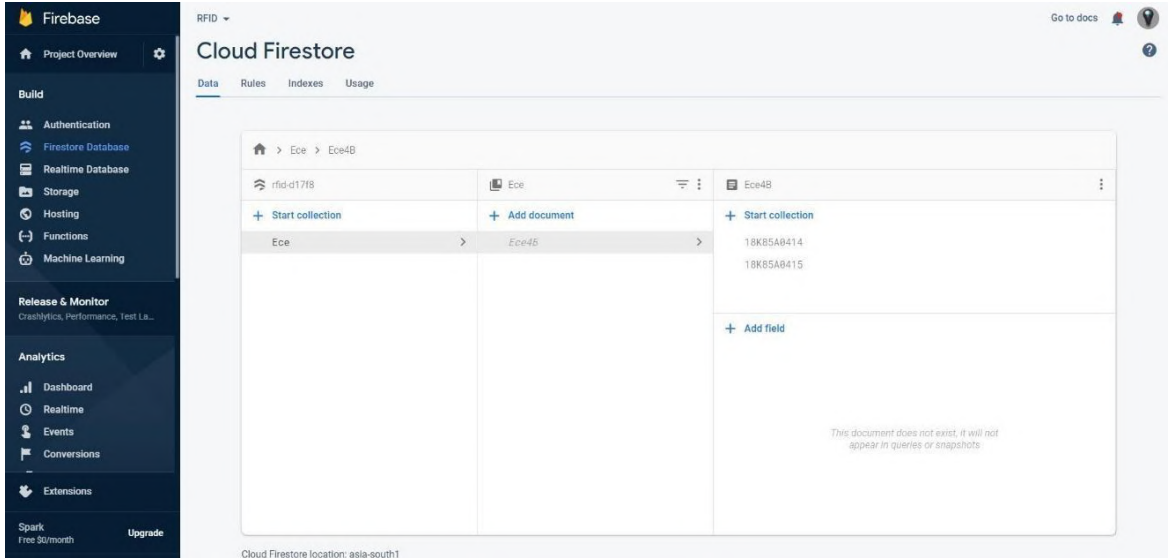 Firebase
Project Overview
Build
Authentication
Firestore Database
Realtime Database
Storage
Hosting
Functions
Machine Learning
Release & Monitor
Crashlytics, Performance, Test La...
Analytics
Dashboard
Realtime
Events
Conversions
Extensions
Spark
Free $0/month
Upgrade
RFID
Go to docs
Cloud Firestore
Data Rules Indexes Usage
> Ece > Ece4B
rfid-d17f8
+ Start collection
Ece >
Ece
+ Add document
Ece4B >
Ece4B
+ Start collection
18K85A0414
18K85A0415
+ Add field
This document does not exist, it will not
appear in queries or snapshots
Cloud Firestore location: asia-south1